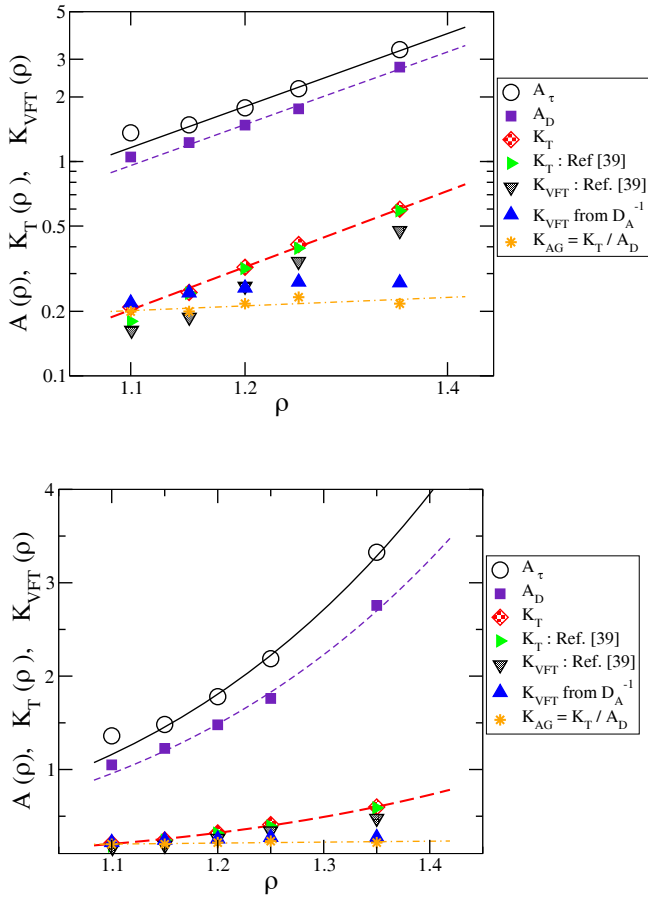 5
2
1
0.5
0.2
0.1
1.1
1.2
1.4
ρ
A (ρ), K_T (ρ), K_VFT (ρ)
A_τ
A_D
K_T
K_T : Ref [39]
K_VFT : Ref. [39]
K_VFT from D_A^-1
K_AG = K_T / A_D
4
3
2
1
1.1
1.2
1.3
1.4
ρ
A (ρ), K_T (ρ), K_VFT (ρ)
A_τ
A_D
K_T
K_T : Ref. [39]
K_VFT : Ref. [39]
K_VFT from D_A^-1
K_AG = K_T / A_D